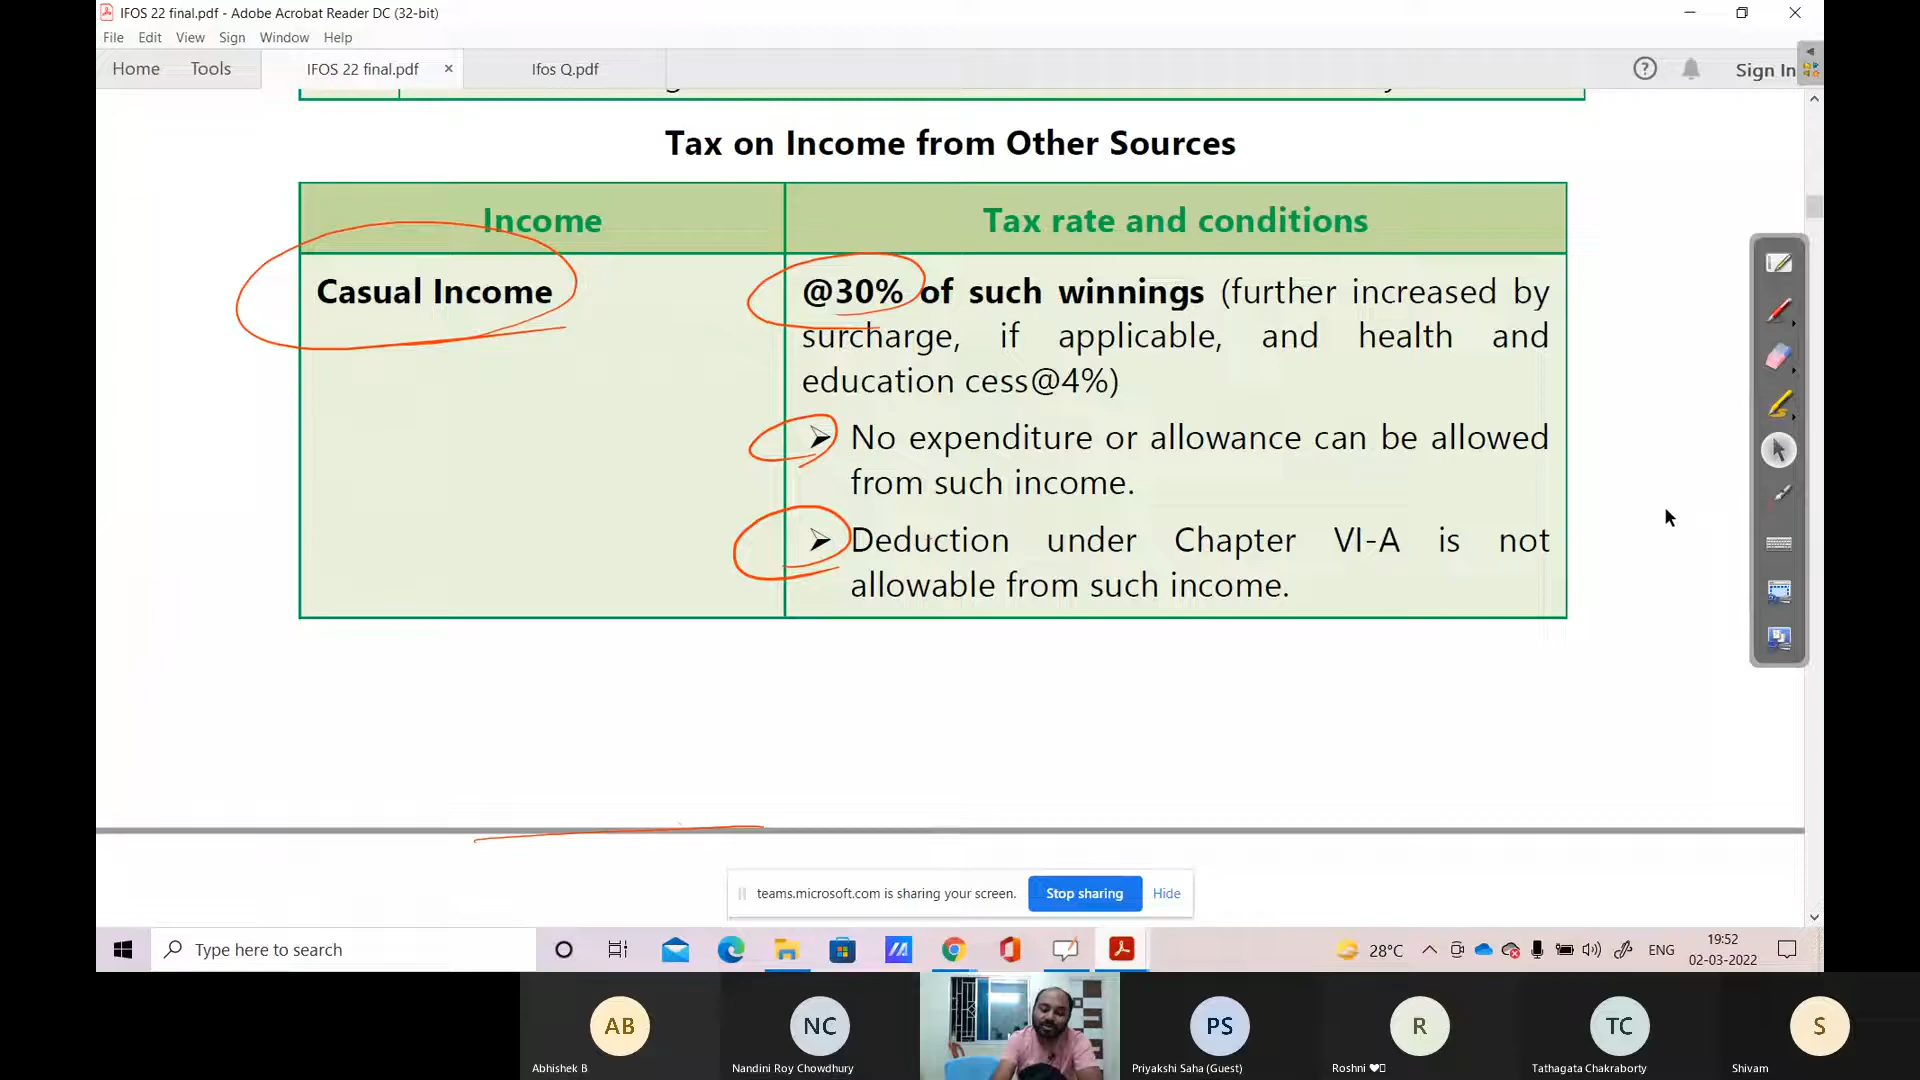 IFOS 22 final.pdf - Adobe Acrobat Reader DC (32-bit)
File Edit View Sign Window Help
Home Tools IFOS 22 final.pdf × Ifos Q.pdf Sign In
Tax on Income from Other Sources
Income Tax rate and conditions
Casual Income
@30% of such winnings (further increased by
surcharge, if applicable, and health and
education cess@4%)
➤ No expenditure or allowance can be allowed
from such income.
➤ Deduction under Chapter VI-A is not
allowable from such income.
teams.microsoft.com is sharing your screen. Stop sharing Hide
Type here to search
28°C ENG 19:52
02-03-2022
AB NC PS R TC S
Abhishek B Nandini Roy Chowdhury Priyakshi Saha (Guest) Roshni ❤ Tathagata Chakraborty Shivam